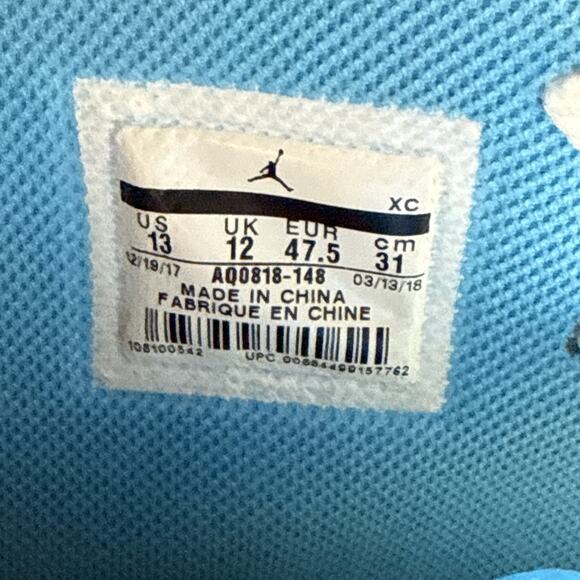 XC
US UK EUR cm
13 12 47.5 31
12/19/17 AQ0818-148 03/13/18
MADE IN CHINA
FABRIQUE EN CHINE
108100542 UPC 00884499157762